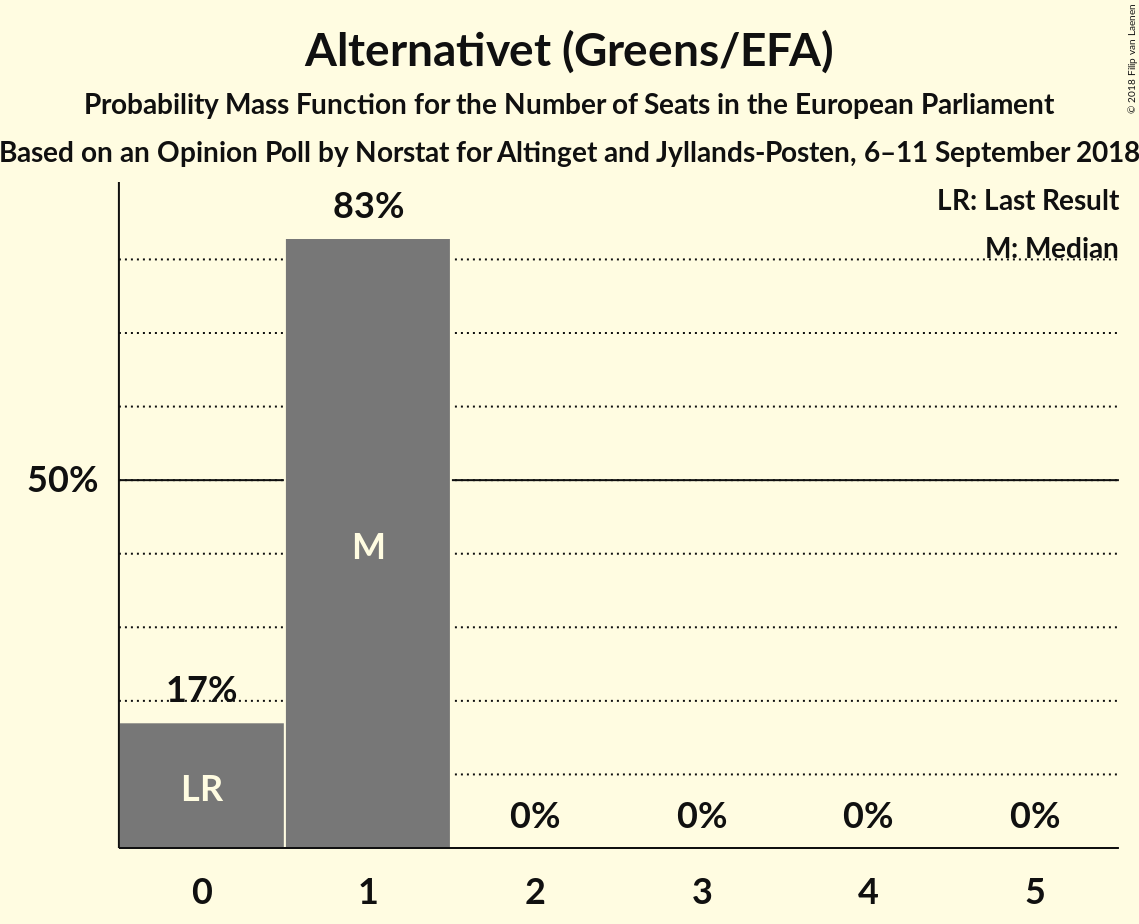 Alternativet (Greens/EFA)
Probability Mass Function for the Number of Seats in the European Parliament
Based on an Opinion Poll by Norstat for Altinget and Jyllands-Posten, 6–11 September 2018
© 2018 Filip van Laenen
LR: Last Result
M: Median
83%
50%
M
17%
LR
0% 0% 0% 0%
0 1 2 3 4 5